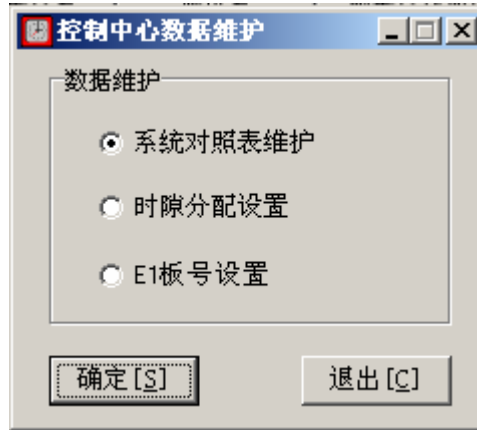 控制中心数据维护
数据维护
系统对照表维护
时隙分配设置
E1板号设置
确定[S]
退出[C]